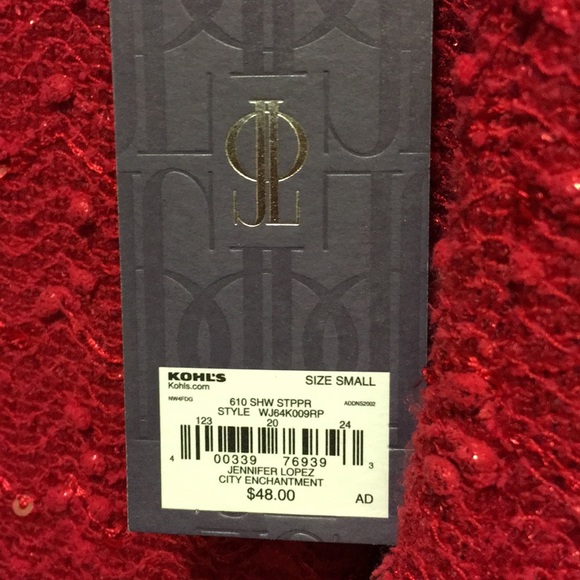 JL
KOHL'S SIZE SMALL
Kohls.com
NW4FDG 610 SHW STPPR ADDNS2002
STYLE WJ64K009RP
123 20 24
4 00339 76939 3
JENNIFER LOPEZ
CITY ENCHANTMENT
$48.00 AD